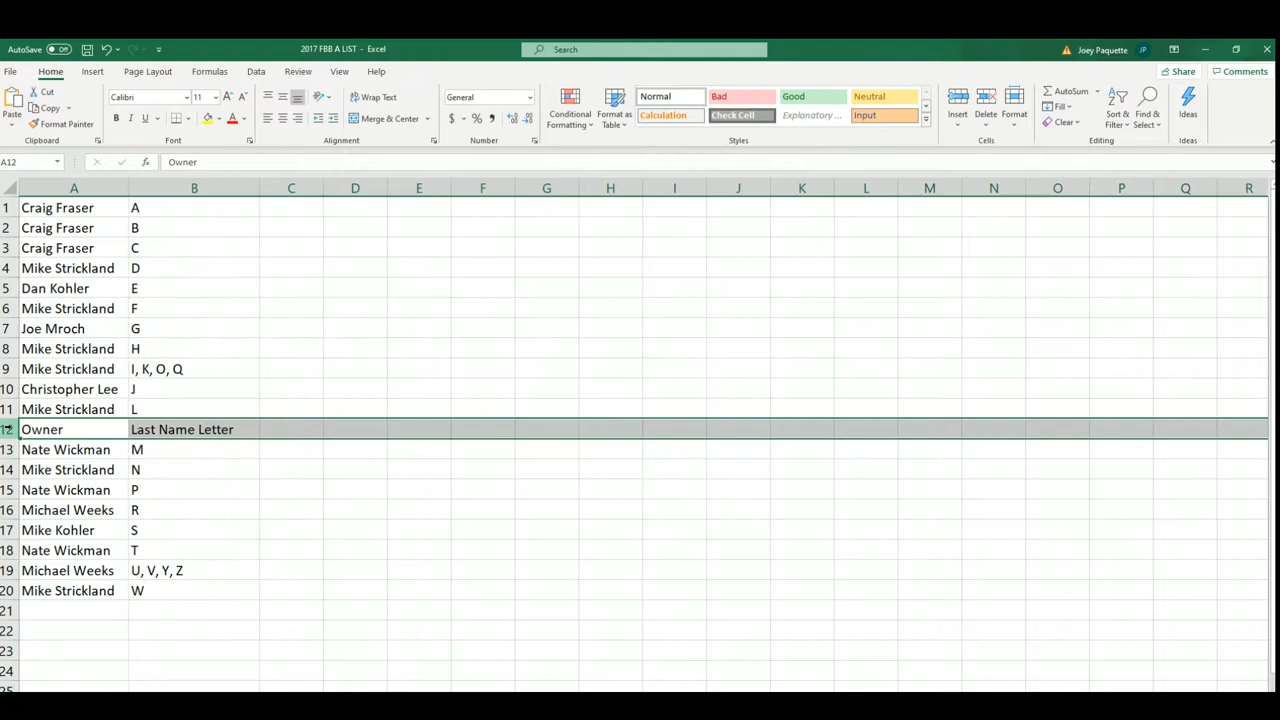 AutoSave Off
2017 FBB A LIST - Excel
Search
Joey Paquette JP
File Home Insert Page Layout Formulas Data Review View Help
Share Comments
Paste
Cut
Copy
Format Painter
Clipboard
Calibri 11
B I U
Font
Wrap Text
Merge & Center
Alignment
General
$ % ,
Number
Conditional Formatting
Format as Table
Normal Bad Good Neutral
Calculation Check Cell Explanatory ... Input
Styles
Insert Delete Format
Cells
AutoSum
Fill
Clear
Sort & Filter
Find & Select
Editing
Ideas
Ideas
A12 fx Owner
A B C D E F G H I J K L M N O P Q R
1 Craig Fraser A
2 Craig Fraser B
3 Craig Fraser C
4 Mike Strickland D
5 Dan Kohler E
6 Mike Strickland F
7 Joe Mroch G
8 Mike Strickland H
9 Mike Strickland I, K, O, Q
10 Christopher Lee J
11 Mike Strickland L
12 Owner Last Name Letter
13 Nate Wickman M
14 Mike Strickland N
15 Nate Wickman P
16 Michael Weeks R
17 Mike Kohler S
18 Nate Wickman T
19 Michael Weeks U, V, Y, Z
20 Mike Strickland W
21
22
23
24
25